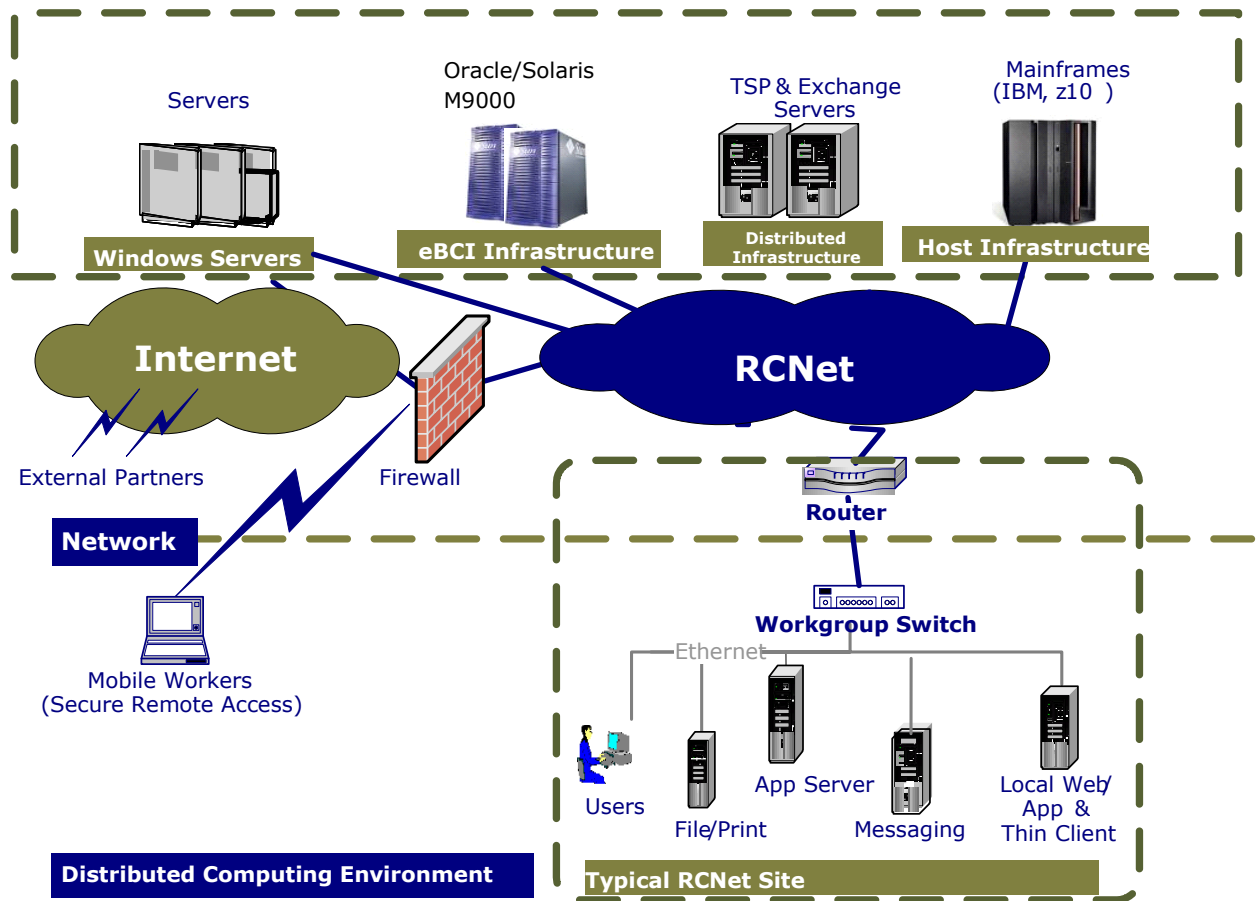 Servers
Oracle/Solaris
M9000
TSP & Exchange
Servers
Mainframes
(IBM, z10 )
Windows Servers
eBCI Infrastructure
Distributed
Infrastructure
Host Infrastructure
Internet
RCNet
External Partners
Firewall
Router
Network
Workgroup Switch
Ethernet
Mobile Workers
(Secure Remote Access)
Users
File/Print
App Server
Messaging
Local Web/
App &
Thin Client
Distributed Computing Environment
Typical RCNet Site